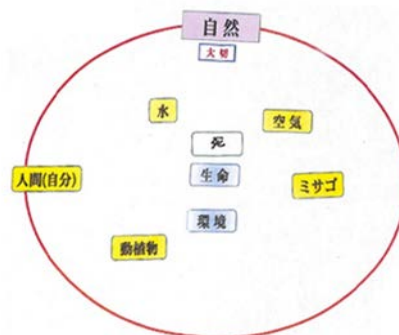 自然
大切
水
空気
死
人間(自分)
生命
ミサゴ
環境
動植物